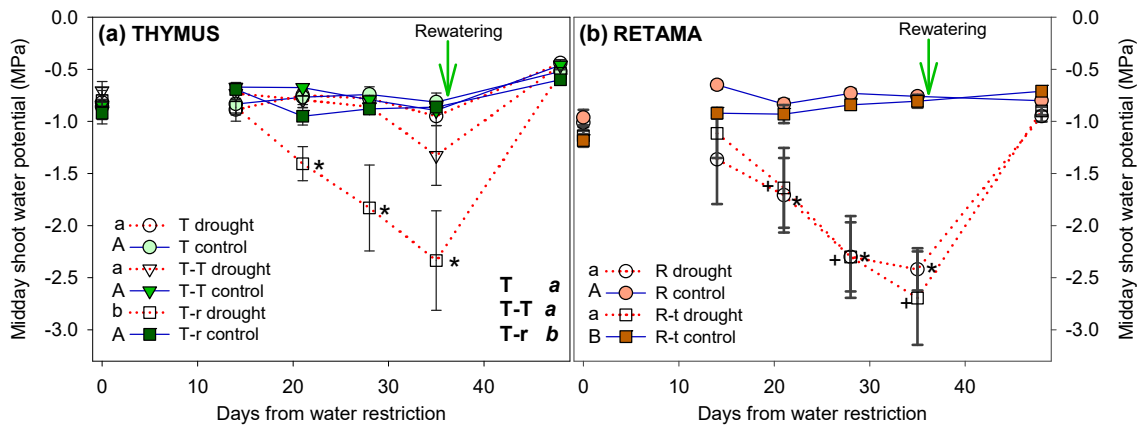 (a) THYMUS
Rewatering
Midday shoot water potential (MPa)
0.0
-0.5
-1.0
-1.5
-2.0
-2.5
-3.0
*
*
*
a T drought
A T control
a T-T drought
A T-T control
b T-r drought
A T-r control
T a
T-T a
T-r b
0 10 20 30 40
Days from water restriction
(b) RETAMA
Rewatering
+
*
+
*
*
+
a R drought
A R control
a R-t drought
B R-t control
0 10 20 30 40
Days from water restriction
0.0
-0.5
-1.0
-1.5
-2.0
-2.5
-3.0
Midday shoot water potential (MPa)